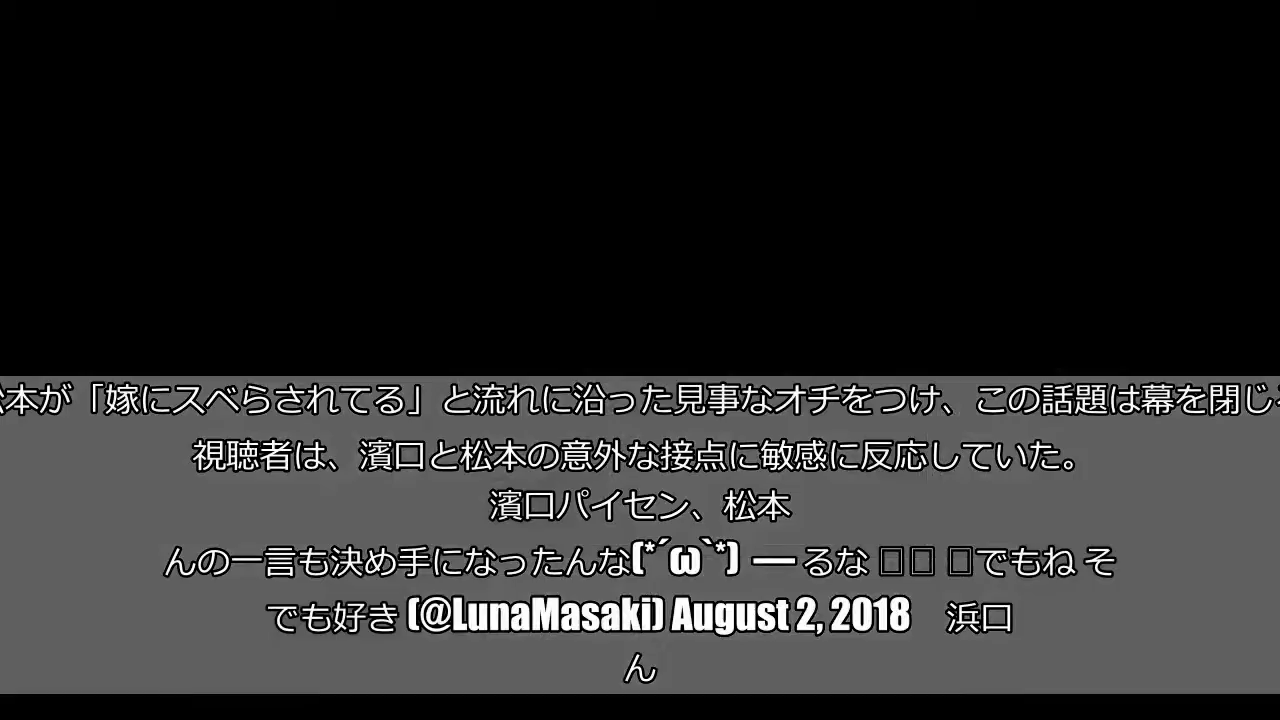 本が「嫁にスベらされてる」と流れに沿った見事なオチをつけ、この話題は幕を閉じ
視聴者は、濱口と松本の意外な接点に敏感に反応していた。
濱口パイセン、松本
んの一言も決め手になったんな(*´ω`*) — るな でもね そ
でも好き (@LunaMasaki) August 2, 2018 浜口
ん